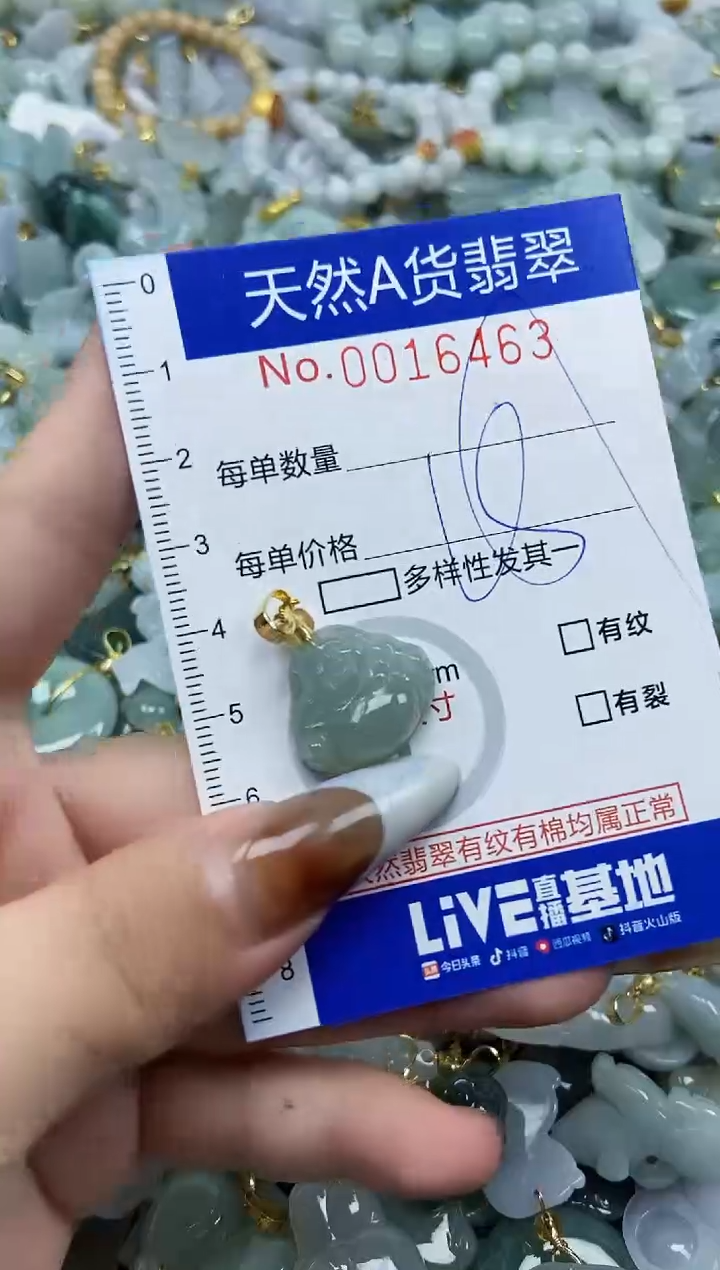 天然A货翡翠
No.0016463
每单数量
每单价格
多样性发其一
0
1
2
3
4
5
6
8
有纹
m
寸
有裂
然翡翠有纹有棉均属正常
LiVE直播基地
今日头条 抖音 西瓜视频 抖音火山版